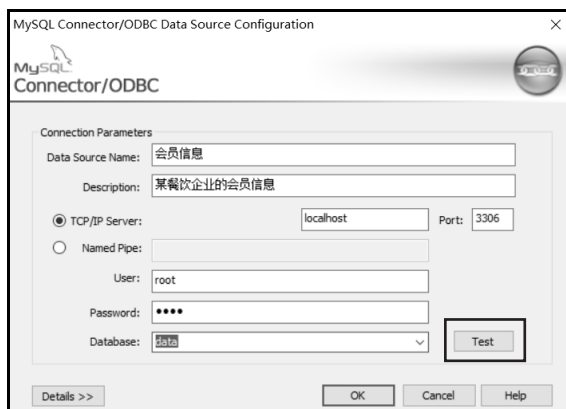 MySQL Connector/ODBC Data Source Configuration
MySQL
Connector/ODBC
Connection Parameters
Data Source Name: 会员信息
Description: 某餐饮企业的会员信息
TCP/IP Server: localhost Port: 3306
Named Pipe:
User: root
Password: ••••
Database: data Test
Details >> OK Cancel Help